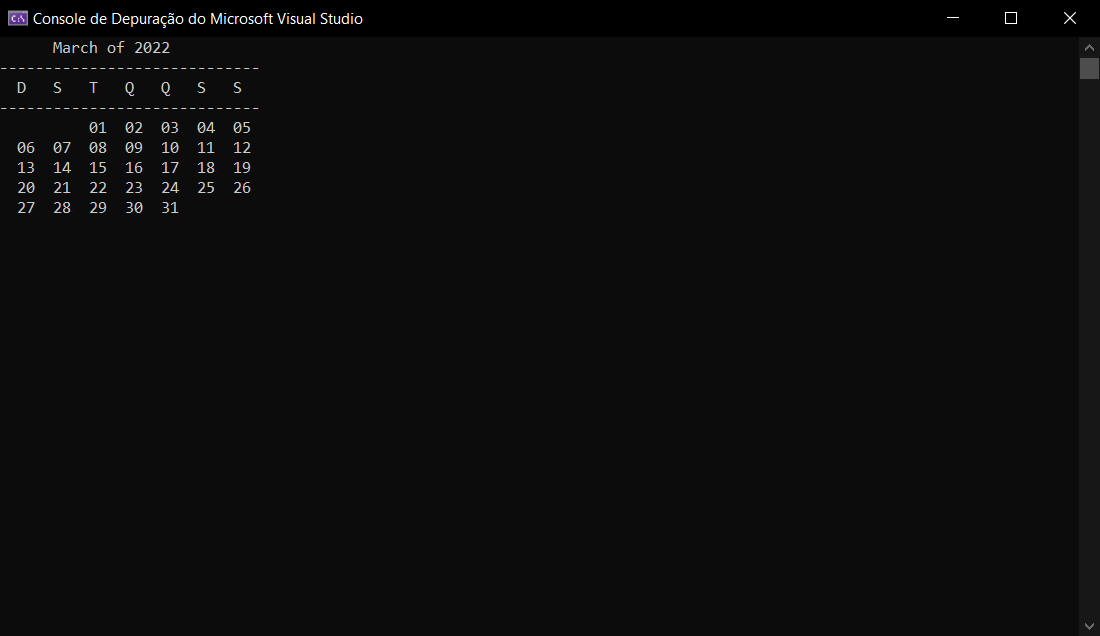 Console de Depuração do Microsoft Visual Studio
March of 2022
-----------------------------
D S T Q Q S S
-----------------------------
01 02 03 04 05
06 07 08 09 10 11 12
13 14 15 16 17 18 19
20 21 22 23 24 25 26
27 28 29 30 31